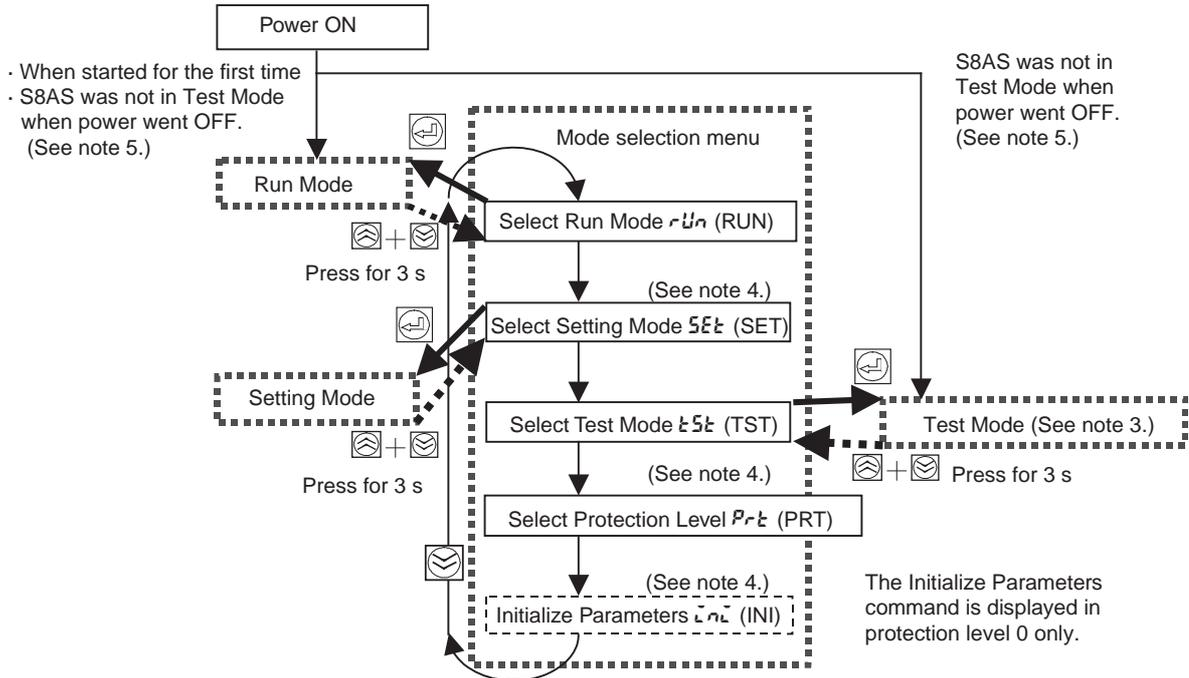 Power ON
· When started for the first time
· S8AS was not in Test Mode
when power went OFF.
(See note 5.)
S8AS was not in
Test Mode when
power went OFF.
(See note 5.)
Mode selection menu
Run Mode
Select Run Mode rUn (RUN)
+
Press for 3 s
(See note 4.)
Select Setting Mode SEt (SET)
Setting Mode
+
Press for 3 s
Select Test Mode tSt (TST)
Test Mode (See note 3.)
+
Press for 3 s
(See note 4.)
Select Protection Level Prt (PRT)
(See note 4.)
Initialize Parameters ini (INI)
The Initialize Parameters
command is displayed in
protection level 0 only.